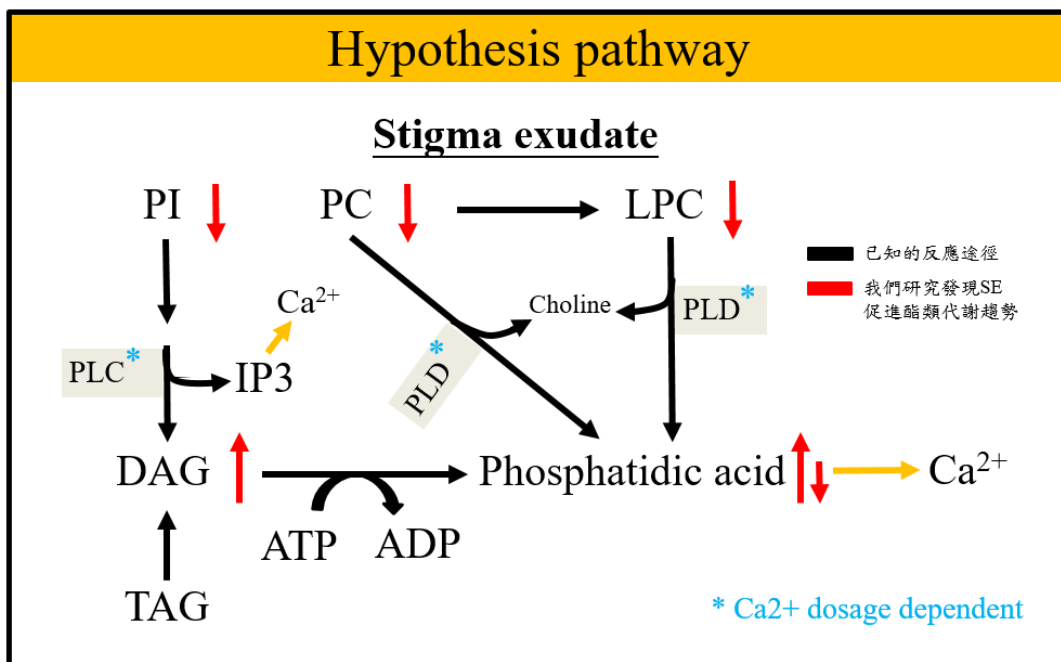 Hypothesis pathway
Stigma exudate
PI
PC
LPC
已知的反應途徑
我們研究發現SE
促進酯類代謝趨勢
Ca²⁺
Choline
PLD*
PLC*
IP3
PLD*
DAG
Phosphatidic acid
Ca²⁺
ATP
ADP
TAG
* Ca2+ dosage dependent